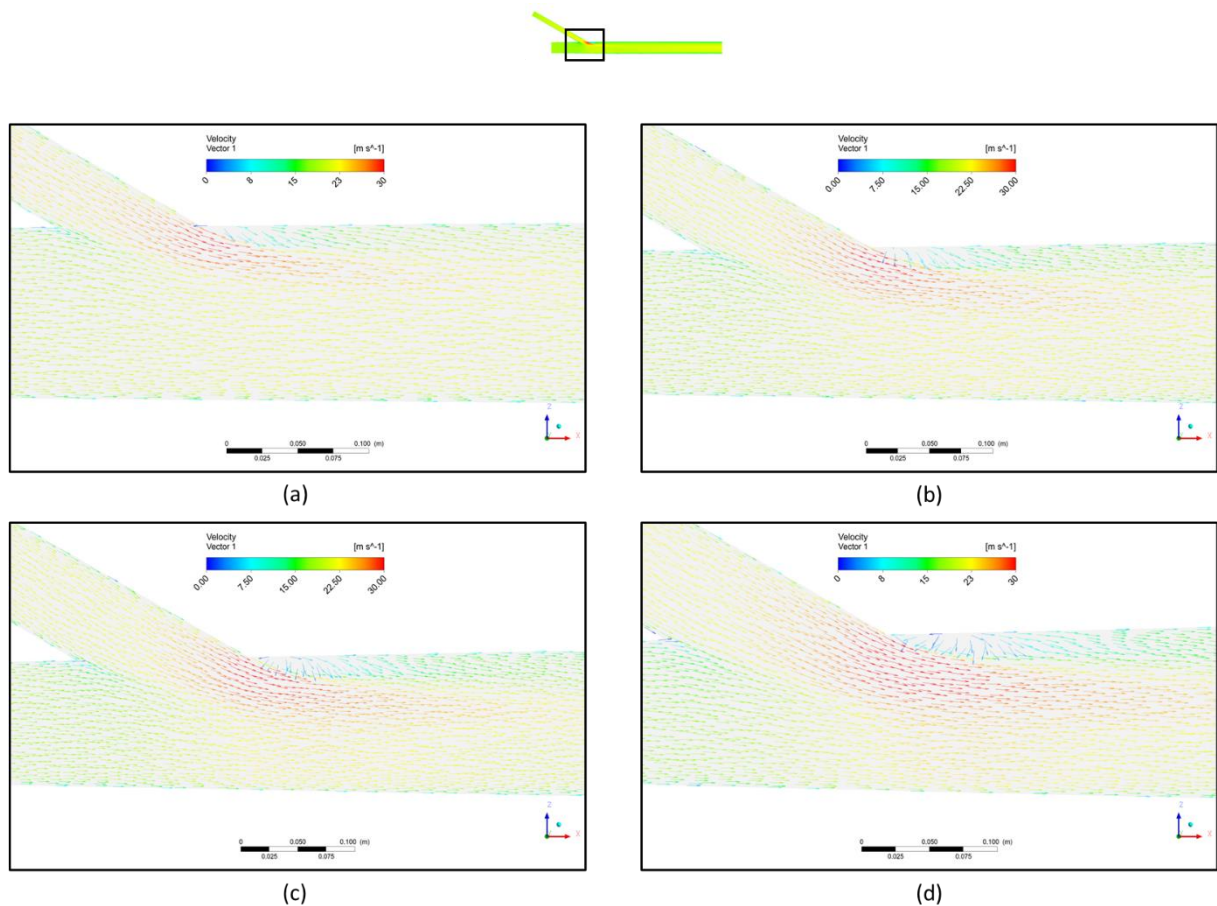 Velocity
Vector 1 [m s^-1]
0 8 15 23 30
Z
X
0 0.050 0.100 (m)
0.025 0.075
(a)
Velocity
Vector 1 [m s^-1]
0.00 7.50 15.00 22.50 30.00
Z
X
0 0.050 0.100 (m)
0.025 0.075
(b)
Velocity
Vector 1 [m s^-1]
0.00 7.50 15.00 22.50 30.00
Z
X
0 0.050 0.100 (m)
0.025 0.075
(c)
Velocity
Vector 1 [m s^-1]
0 8 15 23 30
Z
X
0 0.050 0.100 (m)
0.025 0.075
(d)